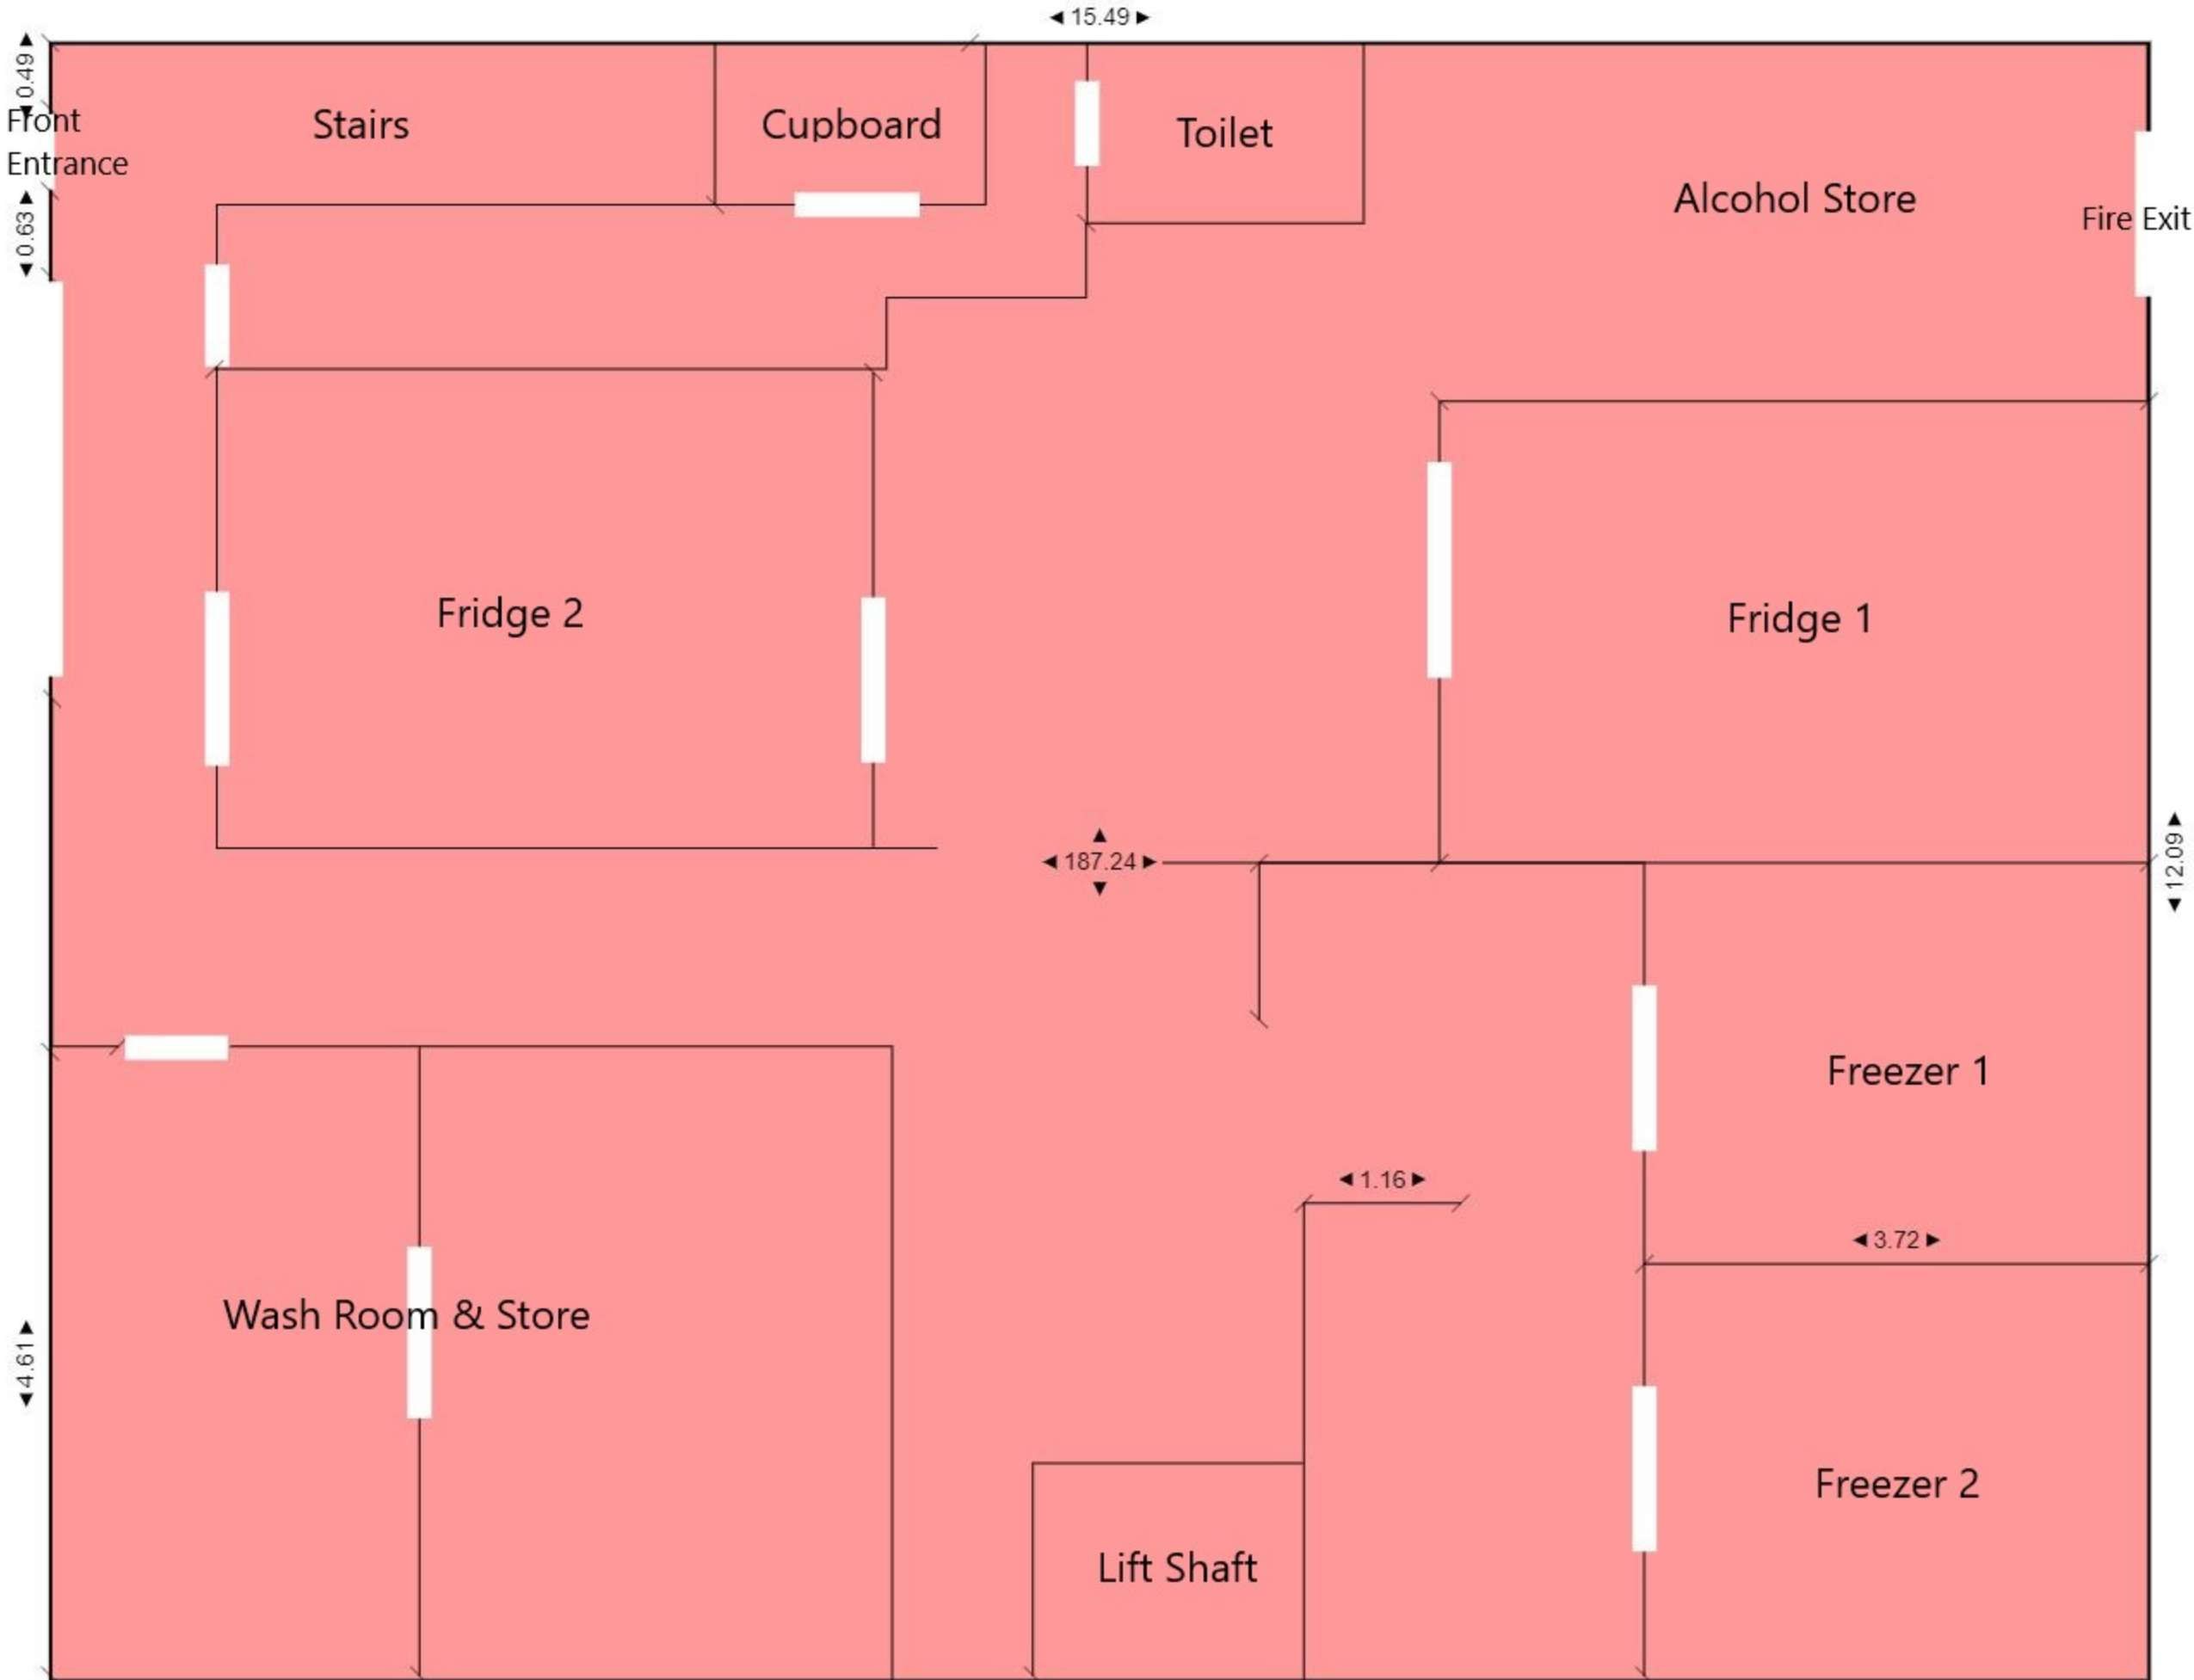 15.49
0.49
Front
Entrance
Stairs
Cupboard
Toilet
Alcohol Store
Fire Exit
0.63
Fridge 2
Fridge 1
187.24
12.09
Freezer 1
1.16
3.72
Wash Room & Store
4.61
Freezer 2
Lift Shaft